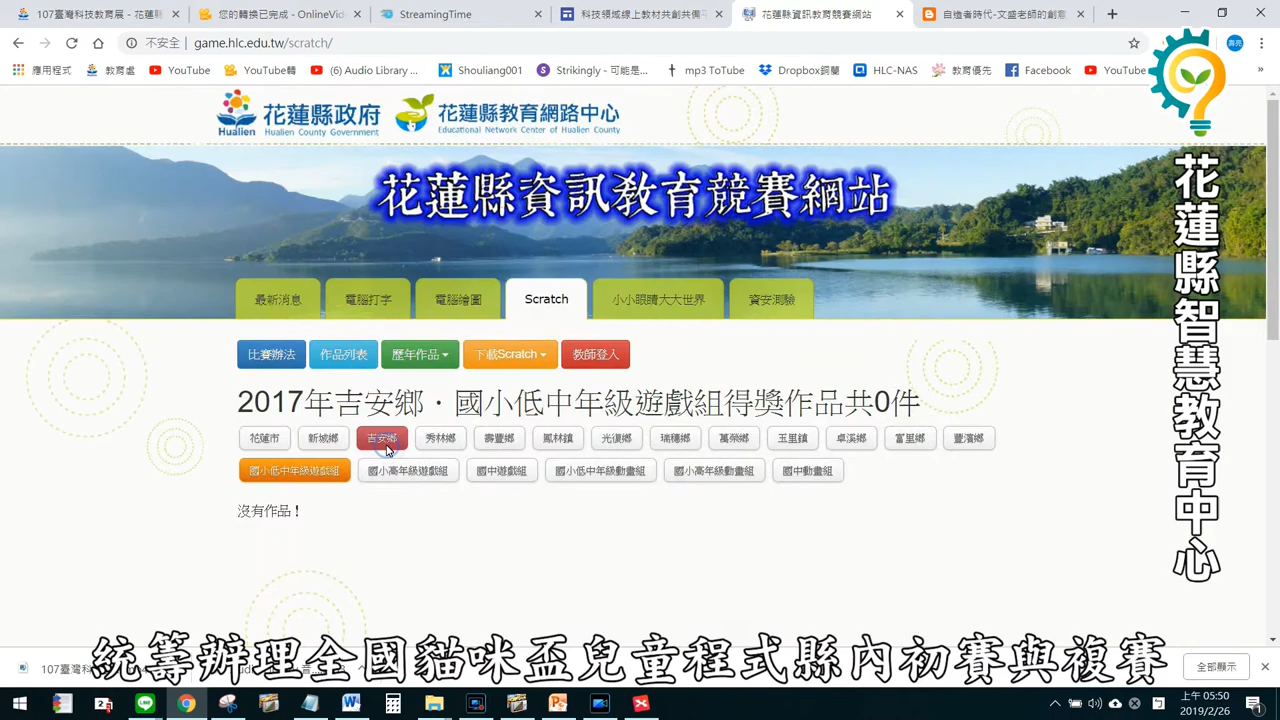 107臺灣科技教育展 - 花蓮縣
您的轉換已完成 - OnlineVid
StreamingTime
科技領域線上教材共創共備平
花蓮縣資訊教育競賽網站
自造者時代-文盛老師的創意
不安全
game.hlc.edu.tw/scratch/
壽亮
應用程式
教育處
YouTube
YouTube轉
(6) Audio Library ...
Shouliang001
Strikingly - 可能是...
mp3 ToTube
Dropbox銅蘭
HLC-NAS
教育優先
Facebook
YouTube
花蓮縣政府
Hualien
Hualien County Government
花蓮縣教育網路中心
Educational Network Center of Hualien County
花蓮縣資訊教育競賽網站
最新消息
電腦打字
電腦繪圖
Scratch
小小眼睛大大世界
資安測驗
比賽辦法
作品列表
歷年作品
下載Scratch
教師登入
2017年吉安鄉．國小低中年級遊戲組得獎作品共0件
花蓮市
新城鄉
吉安鄉
秀林鄉
壽豐鄉
鳳林鎮
光復鄉
瑞穗鄉
萬榮鄉
玉里鎮
卓溪鄉
富里鄉
豐濱鄉
國小低中年級遊戲組
國小高年級遊戲組
國中遊戲組
國小低中年級動畫組
國小高年級動畫組
國中動畫組
沒有作品！
花蓮縣智慧教育中心
統籌辦理全國貓咪盃兒童程式縣內初賽與複賽
全部顯示
上午 05:50
2019/2/26